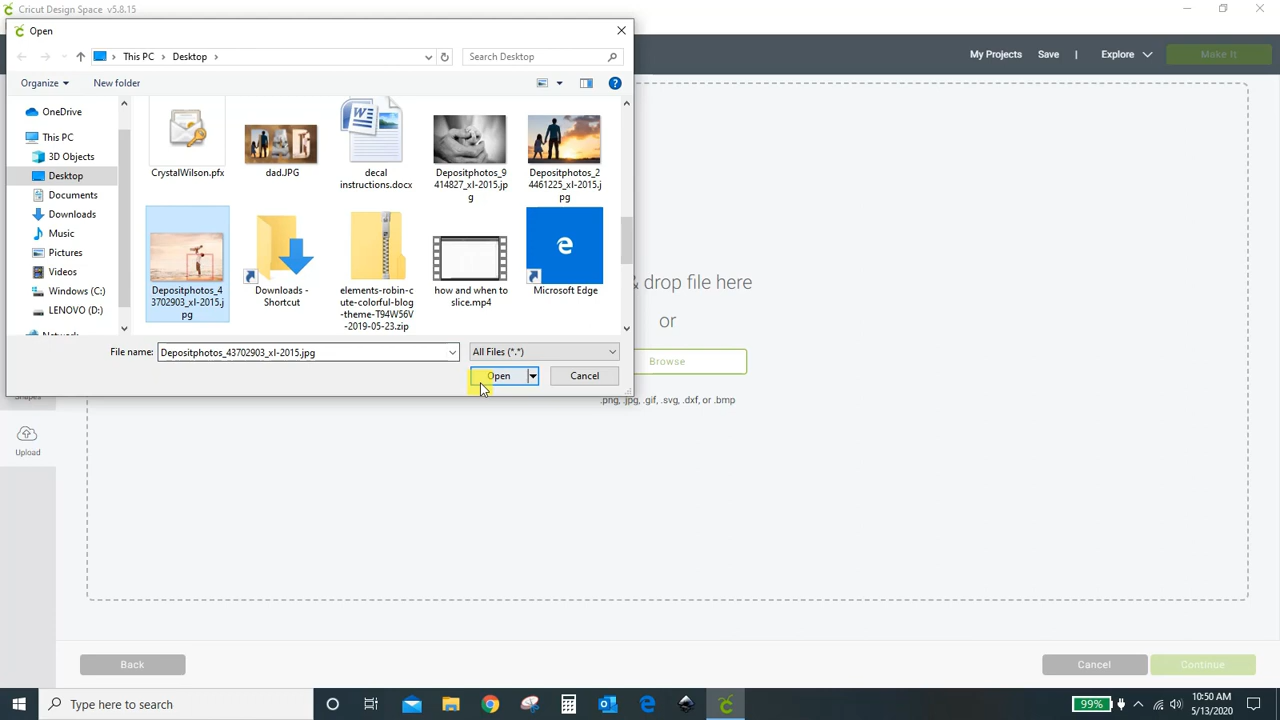 Cricut Design Space v5.8.15
Open
This PC
Desktop
Search Desktop
My Projects
Save
|
Explore
Make It
Organize
New folder
OneDrive
This PC
3D Objects
Desktop
Documents
Downloads
Music
Pictures
Videos
Windows (C:)
LENOVO (D:)
CrystalWilson.pfx
dad.JPG
decal
instructions.docx
Depositphotos_9
414827_xl-2015.jp
g
Depositphotos_2
4461225_xl-2015.j
pg
Depositphotos_4
3702903_xl-2015.j
pg
Downloads -
Shortcut
elements-robin-c
ute-colorful-blog
-theme-T94W56V
-2019-05-23.zip
how and when to
slice.mp4
Microsoft Edge
& drop file here
or
Browse
.png, .jpg, .gif, .svg, .dxf, or .bmp
File name:
Depositphotos_43702903_xl-2015.jpg
All Files (*.*)
Open
Cancel
Upload
Back
Cancel
Continue
Type here to search
99%
10:50 AM
5/13/2020